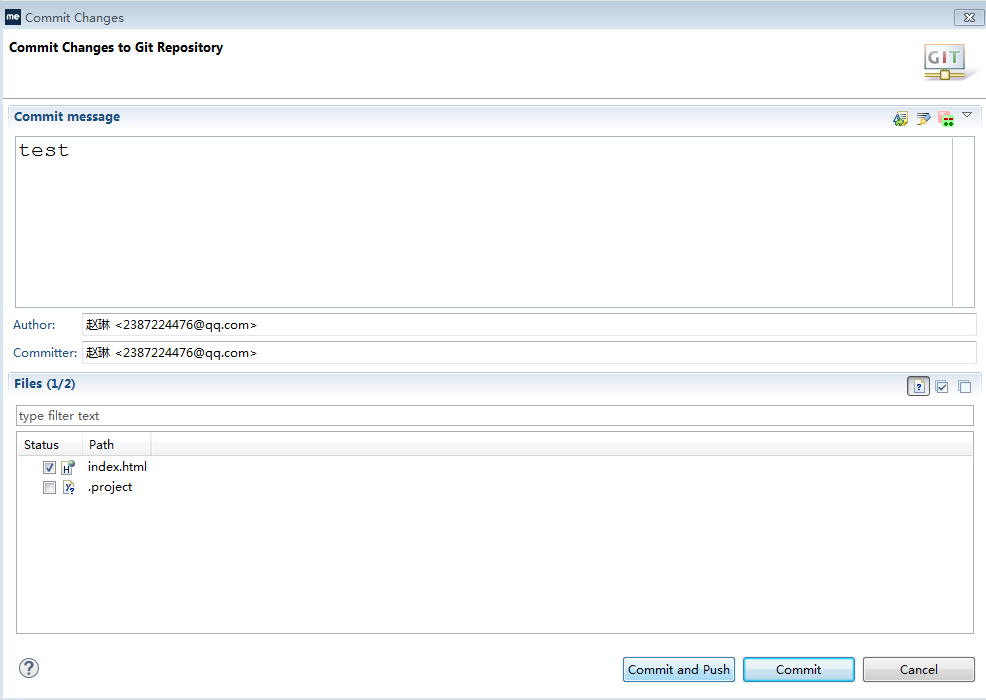 me Commit Changes
Commit Changes to Git Repository
GIT
Commit message
test
Author: 赵琳 <2387224476@qq.com>
Committer: 赵琳 <2387224476@qq.com>
Files (1/2)
type filter text
Status Path
index.html
.project
Commit and Push Commit Cancel